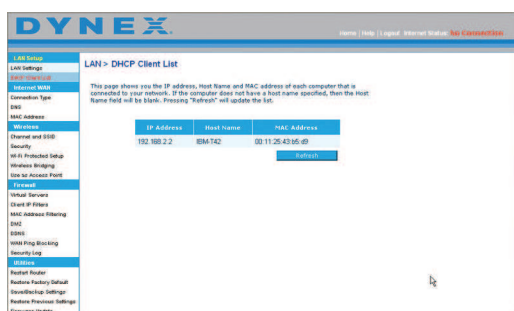 DYNEX
Home | Help | Logout Internet Status: No Connection
LAN Setup
LAN Settings
Internet WAN
Connection Type
DNS
MAC Address
Wireless
Channel and SSID
Security
Wi-Fi Protected Setup
Wireless Bridging
Use as Access Point
Firewall
Virtual Servers
Client IP Filters
MAC Address Filtering
DMZ
DDNS
WAN Ping Blocking
Security Log
Utilities
Restart Router
Restore Factory Default
Save/Backup Settings
Restore Previous Settings
Firmware Update
LAN > DHCP Client List
This page shows you the IP address, Host Name and MAC address of each computer that is
connected to your network. If the computer does not have a host name specified, then the Host
Name field will be blank. Pressing "Refresh" will update the list.
IP Address Host Name MAC Address
192.168.2.2 IBM-T42 00:11:25:43:b5:d9
Refresh